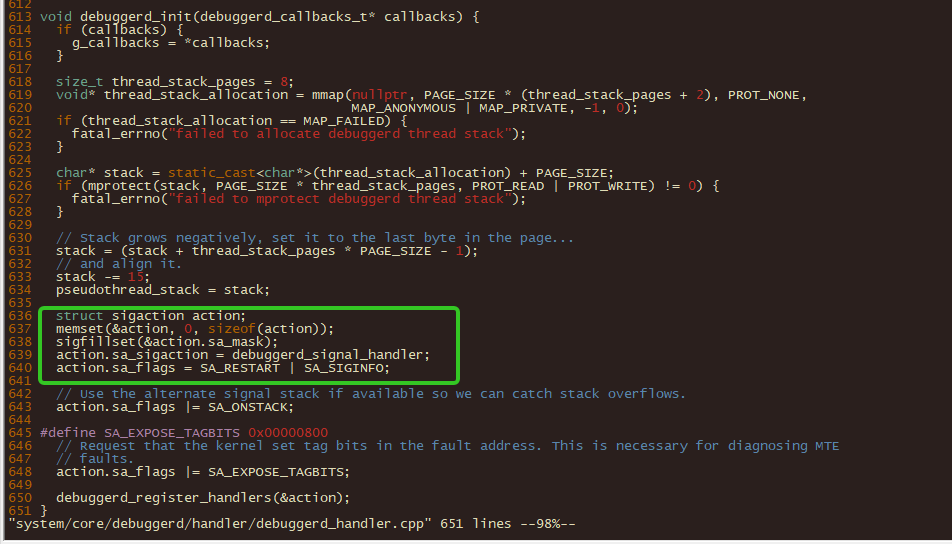 612
613 void debuggerd_init(debuggerd_callbacks_t* callbacks) {
614   if (callbacks) {
615     g_callbacks = *callbacks;
616   }
617
618   size_t thread_stack_pages = 8;
619   void* thread_stack_allocation = mmap(nullptr, PAGE_SIZE * (thread_stack_pages + 2), PROT_NONE,
620                                        MAP_ANONYMOUS | MAP_PRIVATE, -1, 0);
621   if (thread_stack_allocation == MAP_FAILED) {
622     fatal_errno("failed to allocate debuggerd thread stack");
623   }
624
625   char* stack = static_cast<char*>(thread_stack_allocation) + PAGE_SIZE;
626   if (mprotect(stack, PAGE_SIZE * thread_stack_pages, PROT_READ | PROT_WRITE) != 0) {
627     fatal_errno("failed to mprotect debuggerd thread stack");
628   }
629
630   // Stack grows negatively, set it to the last byte in the page...
631   stack = (stack + thread_stack_pages * PAGE_SIZE - 1);
632   // and align it.
633   stack -= 15;
634   pseudothread_stack = stack;
635
636   struct sigaction action;
637   memset(&action, 0, sizeof(action));
638   sigfillset(&action.sa_mask);
639   action.sa_sigaction = debuggerd_signal_handler;
640   action.sa_flags = SA_RESTART | SA_SIGINFO;
641
642   // Use the alternate signal stack if available so we can catch stack overflows.
643   action.sa_flags |= SA_ONSTACK;
644
645 #define SA_EXPOSE_TAGBITS 0x00000800
646   // Request that the kernel set tag bits in the fault address. This is necessary for diagnosing MTE
647   // faults.
648   action.sa_flags |= SA_EXPOSE_TAGBITS;
649
650   debuggerd_register_handlers(&action);
651 }
"system/core/debuggerd/handler/debuggerd_handler.cpp" 651 lines --98%--